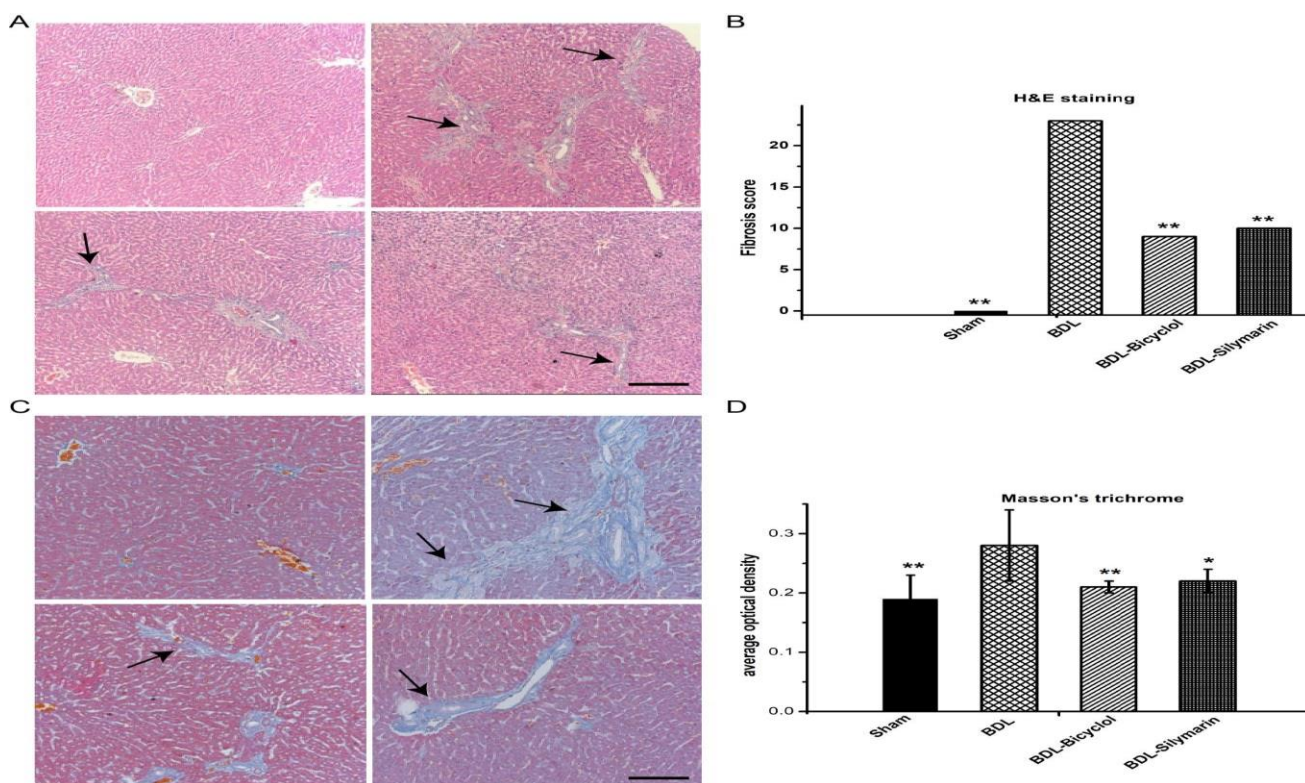 A
B
H&E staining
Fibrosis score
20
15
10
5
0
**
**
**
Sham
BDL
BDL-Bicyclol
BDL-Silymarin
C
D
Masson's trichrome
average optical density
0.3
0.2
0.1
0.0
**
**
*
Sham
BDL
BDL-Bicyclol
BDL-Silymarin